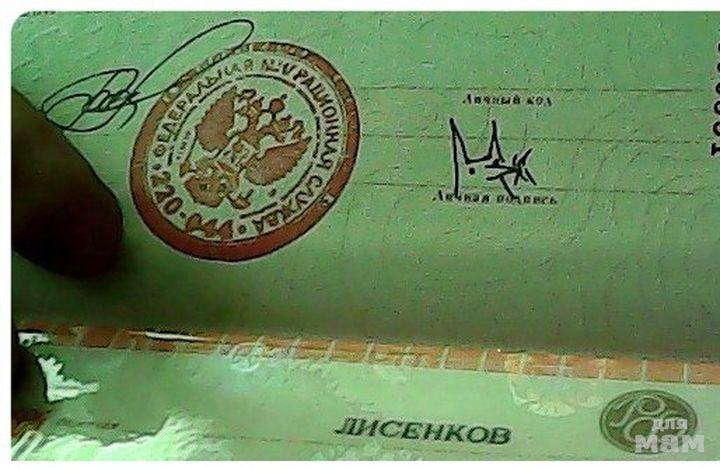 ФЕДЕРАЛЬНАЯ МИГРАЦИОННАЯ СЛУЖБА
Личный код
Личная подпись
ЛИСЕНКОВ
для
мам